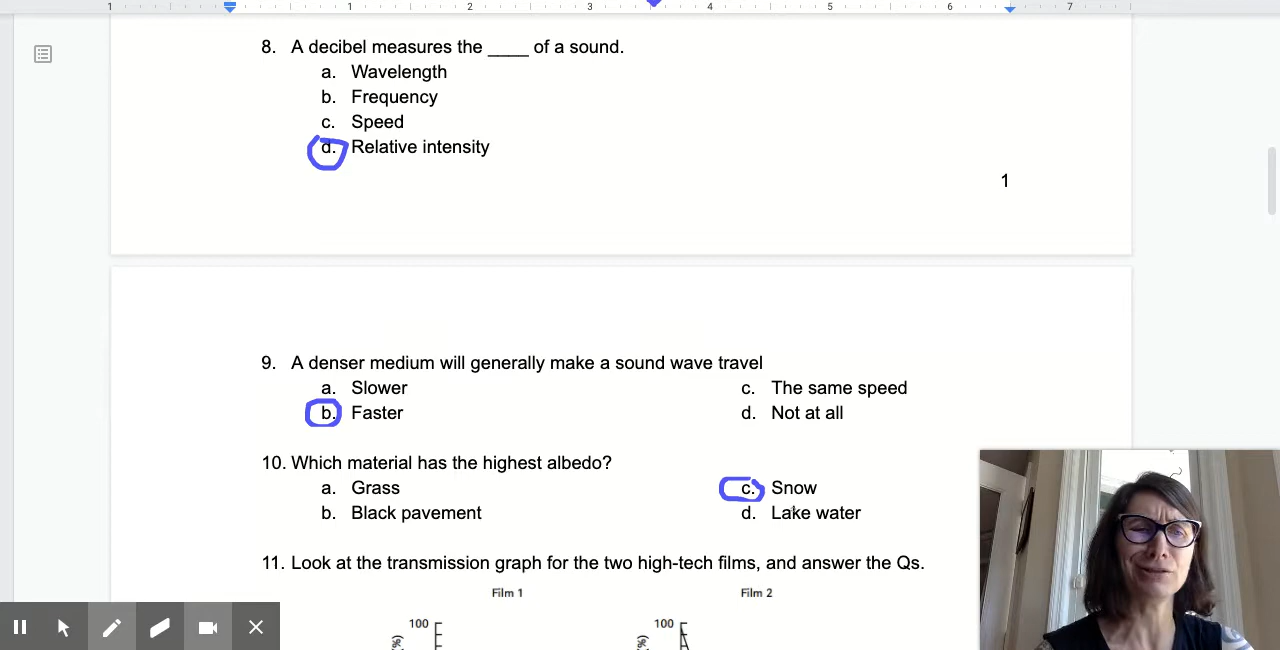 1 1 2 3 4 5 6 7
8. A decibel measures the ____ of a sound.
a. Wavelength
b. Frequency
c. Speed
d. Relative intensity
1
9. A denser medium will generally make a sound wave travel
a. Slower
b. Faster
c. The same speed
d. Not at all
10. Which material has the highest albedo?
a. Grass
b. Black pavement
c. Snow
d. Lake water
11. Look at the transmission graph for the two high-tech films, and answer the Qs.
Film 1 Film 2
100 100
%) %)